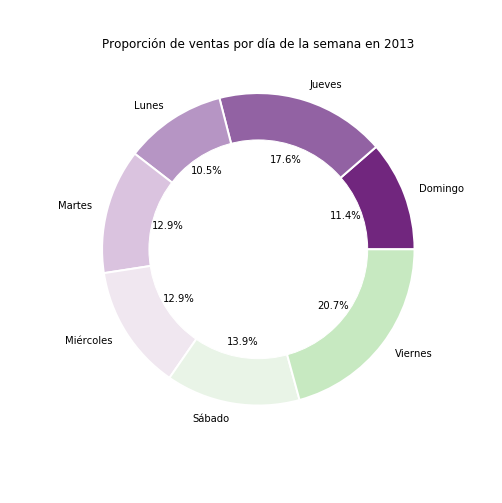 Proporción de ventas por día de la semana en 2013
Jueves
Lunes
17.6%
10.5%
Domingo
Martes
11.4%
12.9%
12.9%
20.7%
Miércoles
13.9%
Viernes
Sábado